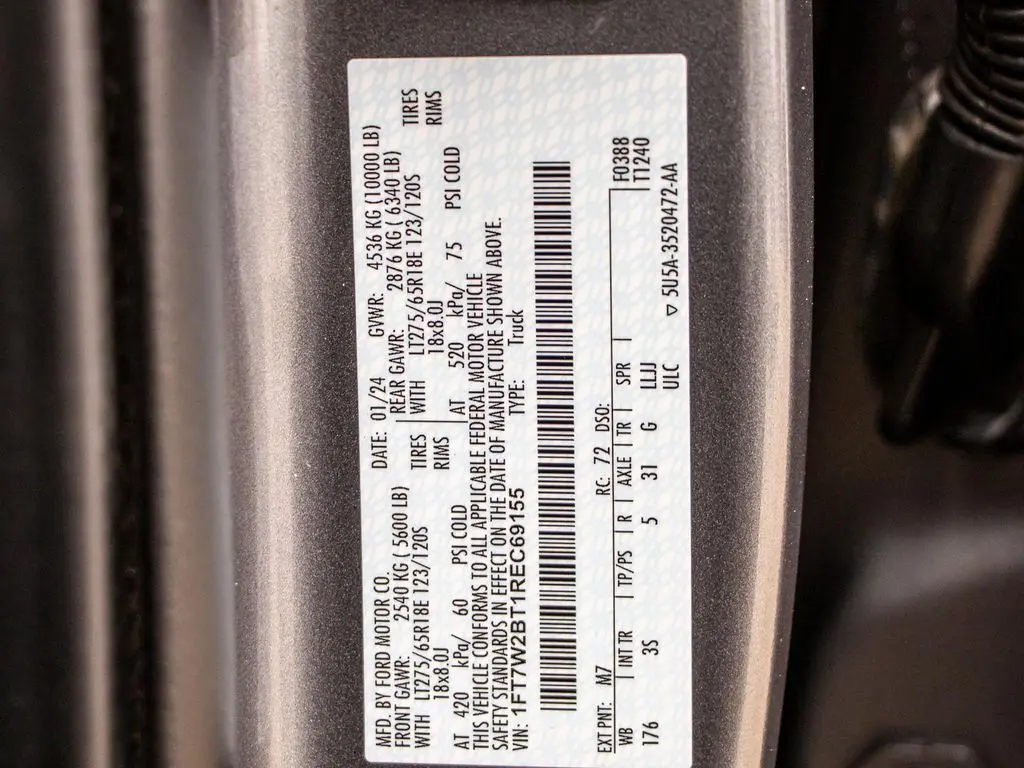 MFD. BY FORD MOTOR CO. DATE: 01/24 GVWR: 4536 KG (10000 LB)
FRONT GAWR: 2540 KG ( 5600 LB) REAR GAWR: 2876 KG ( 6340 LB)
WITH LT275/65R18E 123/120S TIRES WITH LT275/65R18E 123/120S TIRES
18x8.0J RIMS 18x8.0J RIMS
AT 420 kPa/ 60 PSI COLD AT 520 kPa/ 75 PSI COLD
THIS VEHICLE CONFORMS TO ALL APPLICABLE FEDERAL MOTOR VEHICLE
SAFETY STANDARDS IN EFFECT ON THE DATE OF MANUFACTURE SHOWN ABOVE.
VIN: 1FT7W2BT1REC69155 TYPE: Truck
EXT PNT: M7 RC: 72 DSO: F0388
WB INT TR TP/PS R AXLE TR SPR T1240
176 3S 5 31 G LLJJ
ULC ▽ 5U5A-3520472-AA